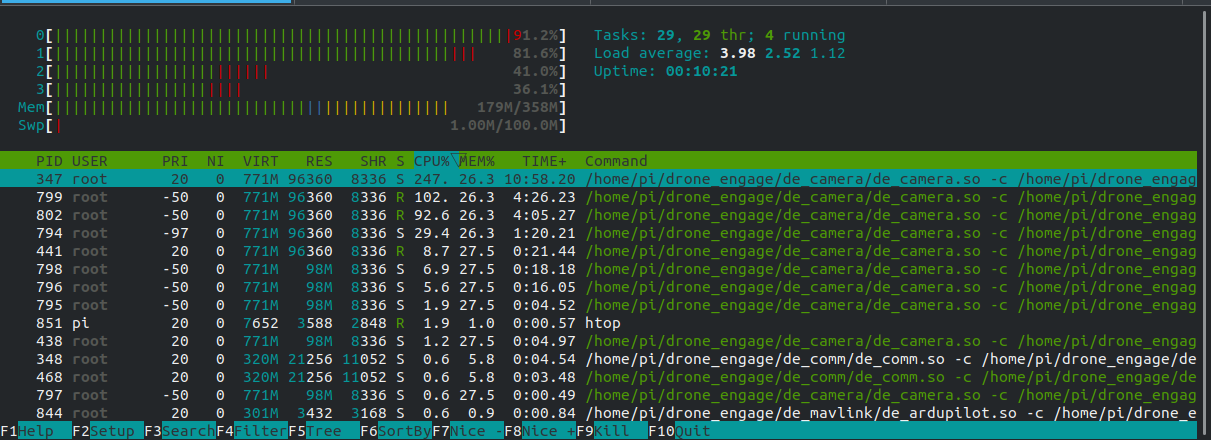 0[ 91.2%] Tasks: 29, 29 thr; 4 running
1[ 81.6%] Load average: 3.98 2.52 1.12
2[ 41.0%] Uptime: 00:10:21
3[ 36.1%]
Mem[ 179M/358M]
Swp[ 1.00M/100.0M]
PID USER PRI NI VIRT RES SHR S CPU%▽MEM% TIME+ Command
347 root 20 0 771M 96360 8336 S 247. 26.3 10:58.20 /home/pi/drone_engage/de_camera/de_camera.so -c /home/pi/drone_engag
799 root -50 0 771M 96360 8336 R 102. 26.3 4:26.23 /home/pi/drone_engage/de_camera/de_camera.so -c /home/pi/drone_engag
802 root -50 0 771M 96360 8336 R 92.6 26.3 4:05.27 /home/pi/drone_engage/de_camera/de_camera.so -c /home/pi/drone_engag
794 root -97 0 771M 96360 8336 S 29.4 26.3 1:20.21 /home/pi/drone_engage/de_camera/de_camera.so -c /home/pi/drone_engag
441 root 20 0 771M 96360 8336 R 8.7 27.5 0:21.44 /home/pi/drone_engage/de_camera/de_camera.so -c /home/pi/drone_engag
798 root -50 0 771M 98M 8336 S 6.9 27.5 0:18.18 /home/pi/drone_engage/de_camera/de_camera.so -c /home/pi/drone_engag
796 root -50 0 771M 98M 8336 S 5.6 27.5 0:16.05 /home/pi/drone_engage/de_camera/de_camera.so -c /home/pi/drone_engag
795 root -50 0 771M 98M 8336 S 1.9 27.5 0:04.52 /home/pi/drone_engage/de_camera/de_camera.so -c /home/pi/drone_engag
851 pi 20 0 7652 3588 2848 R 1.9 1.0 0:00.57 htop
438 root 20 0 771M 98M 8336 S 1.2 27.5 0:04.97 /home/pi/drone_engage/de_camera/de_camera.so -c /home/pi/drone_engag
348 root 20 0 320M 21256 11052 S 0.6 5.8 0:04.54 /home/pi/drone_engage/de_comm/de_comm.so -c /home/pi/drone_engage/de
468 root 20 0 320M 21256 11052 S 0.6 5.8 0:03.48 /home/pi/drone_engage/de_comm/de_comm.so -c /home/pi/drone_engage/de
797 root -50 0 771M 98M 8336 S 0.6 27.5 0:00.49 /home/pi/drone_engage/de_camera/de_camera.so -c /home/pi/drone_engag
844 root 20 0 301M 3432 3168 S 0.6 0.9 0:00.84 /home/pi/drone_engage/de_mavlink/de_ardupilot.so -c /home/pi/drone_e
F1Help F2Setup F3SearchF4FilterF5Tree F6SortByF7Nice -F8Nice +F9Kill F10Quit